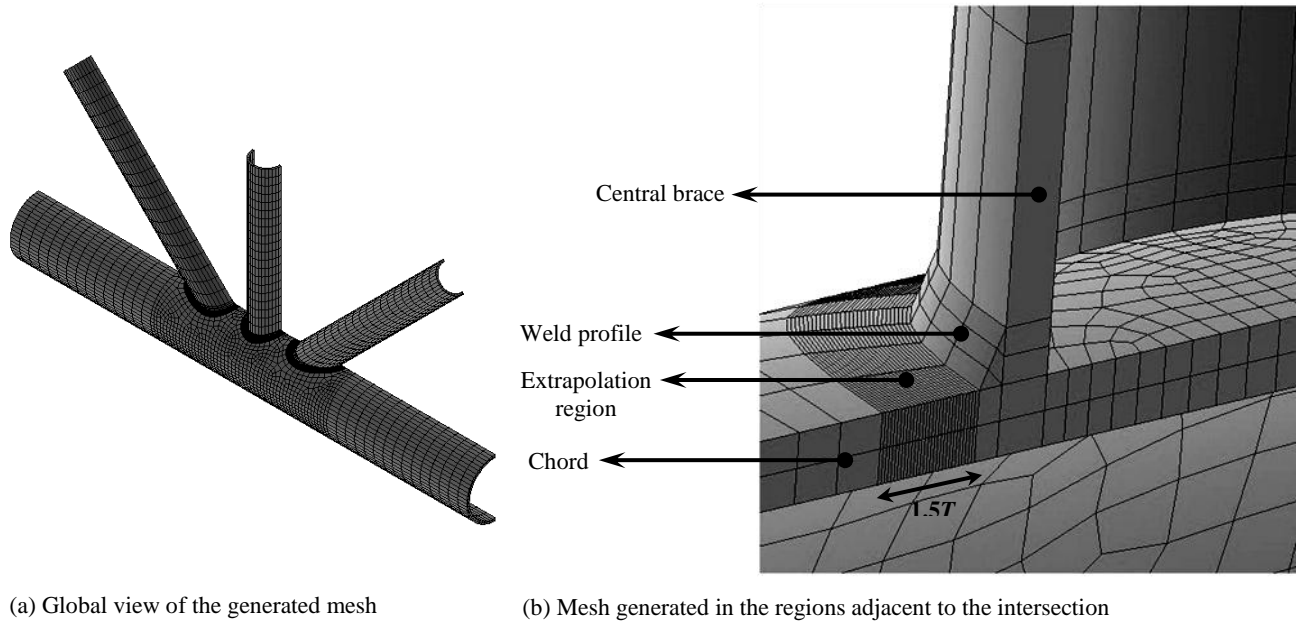 Central brace
Weld profile
Extrapolation
region
Chord
1.5T
(a) Global view of the generated mesh
(b) Mesh generated in the regions adjacent to the intersection